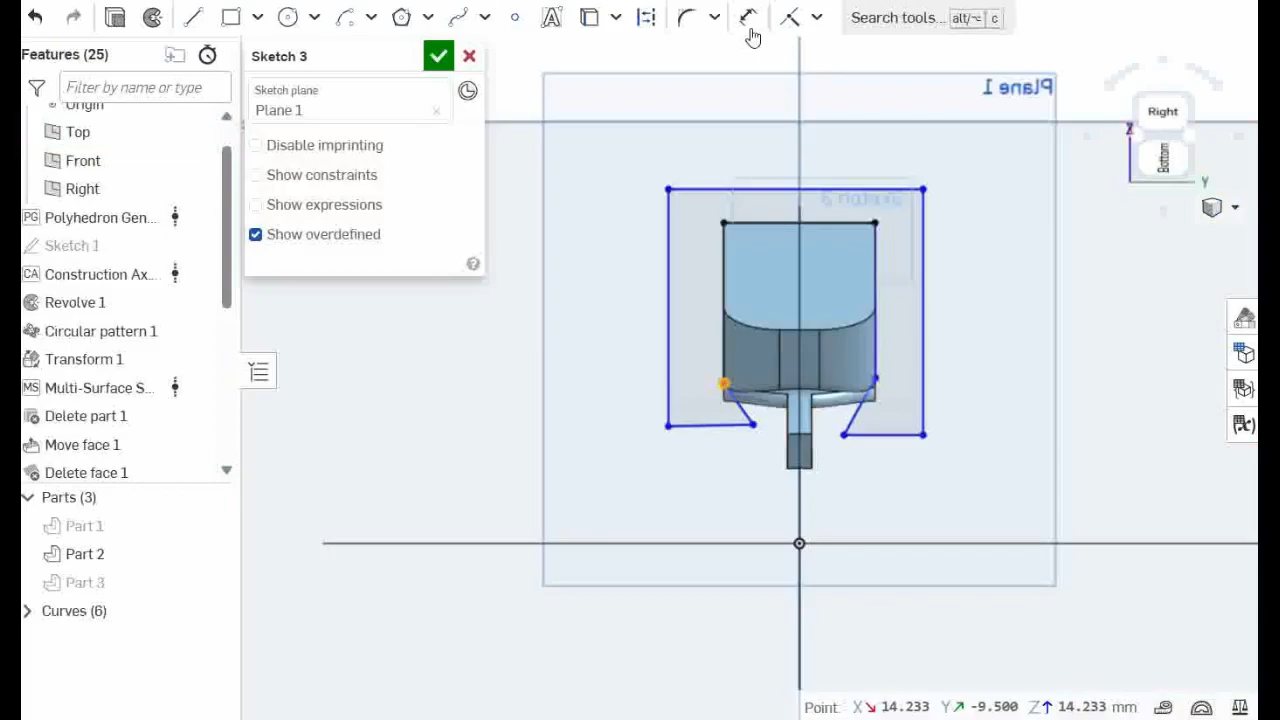 Search tools... alt/⌥ c
Features (25)
Filter by name or type
Origin
Top
Front
Right
PG Polyhedron Gen...
Sketch 1
CA Construction Ax...
Revolve 1
Circular pattern 1
Transform 1
MS Multi-Surface S...
Delete part 1
Move face 1
Delete face 1
Parts (3)
Part 1
Part 2
Part 3
Curves (6)
Sketch 3
Sketch plane
Plane 1
Disable imprinting
Show constraints
Show expressions
Show overdefined
Plane 1
Sketch 2
Right
Bottom
Z
Y
(x)
Point: X 14.233 Y -9.500 Z 14.233 mm